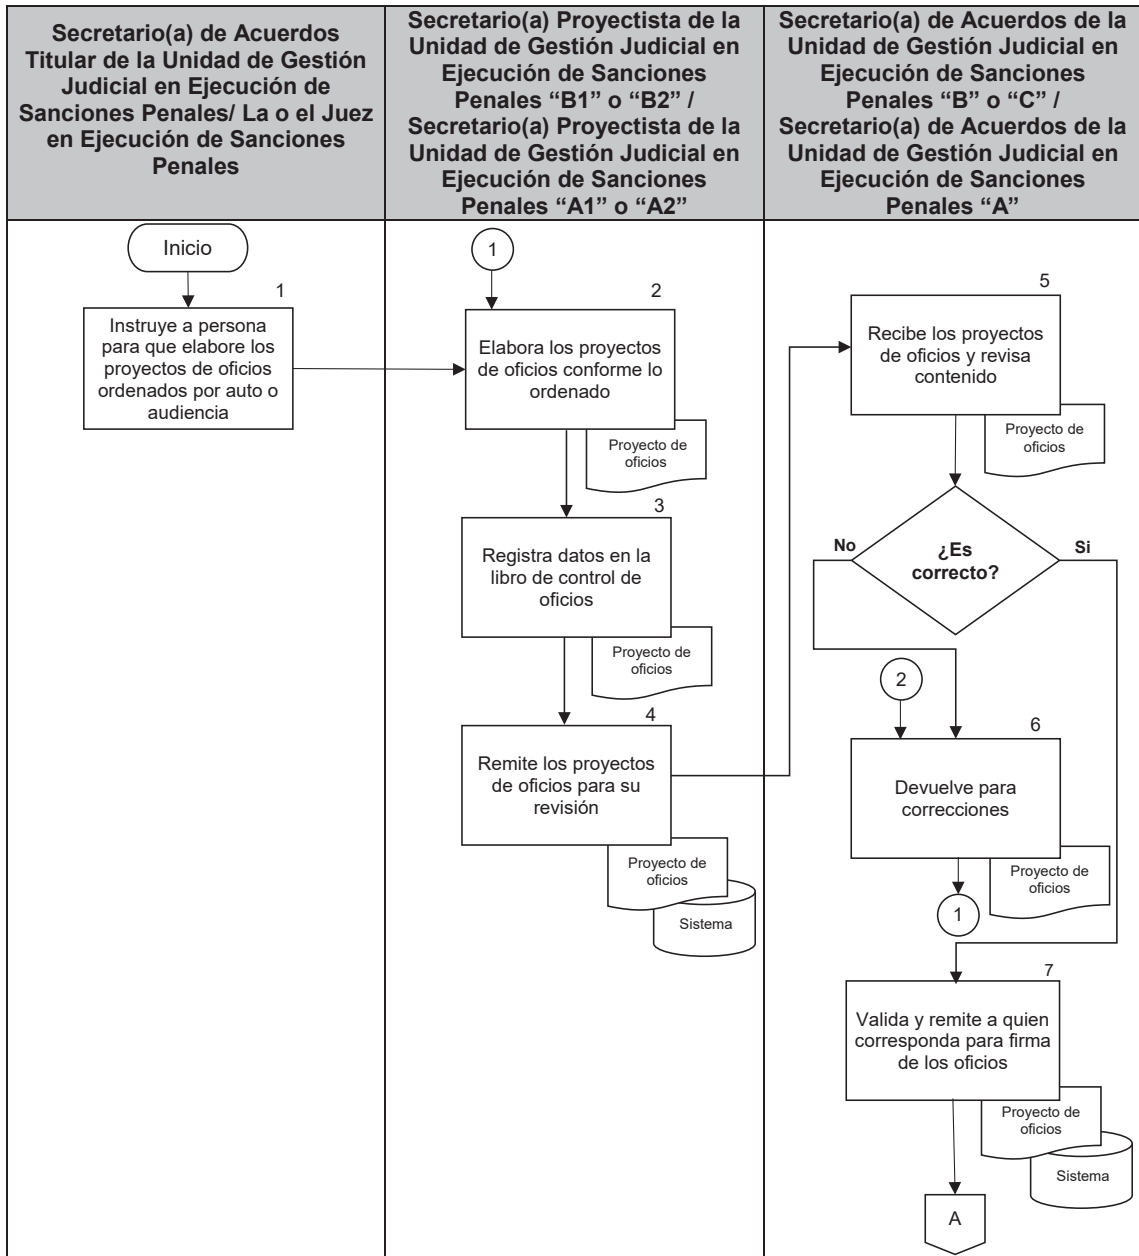 Secretario(a) de Acuerdos
Titular de la Unidad de Gestión
Judicial en Ejecución de
Sanciones Penales/ La o el Juez
en Ejecución de Sanciones
Penales
Secretario(a) Proyectista de la
Unidad de Gestión Judicial en
Ejecución de Sanciones
Penales “B1” o “B2” /
Secretario(a) Proyectista de la
Unidad de Gestión Judicial en
Ejecución de Sanciones
Penales “A1” o “A2”
Secretario(a) de Acuerdos de la
Unidad de Gestión Judicial en
Ejecución de Sanciones
Penales “B” o “C” /
Secretario(a) de Acuerdos de la
Unidad de Gestión Judicial en
Ejecución de Sanciones
Penales “A”
Inicio
1
Instruye a persona
para que elabore los
proyectos de oficios
ordenados por auto o
audiencia
1
2
Elabora los proyectos
de oficios conforme lo
ordenado
Proyecto de
oficios
3
Registra datos en la
libro de control de
oficios
Proyecto de
oficios
4
Remite los proyectos
de oficios para su
revisión
Proyecto de
oficios
Sistema
5
Recibe los proyectos
de oficios y revisa
contenido
Proyecto de
oficios
No
¿Es
correcto?
Si
2
6
Devuelve para
correcciones
Proyecto de
oficios
1
7
Valida y remite a quien
corresponda para firma
de los oficios
Proyecto de
oficios
Sistema
A